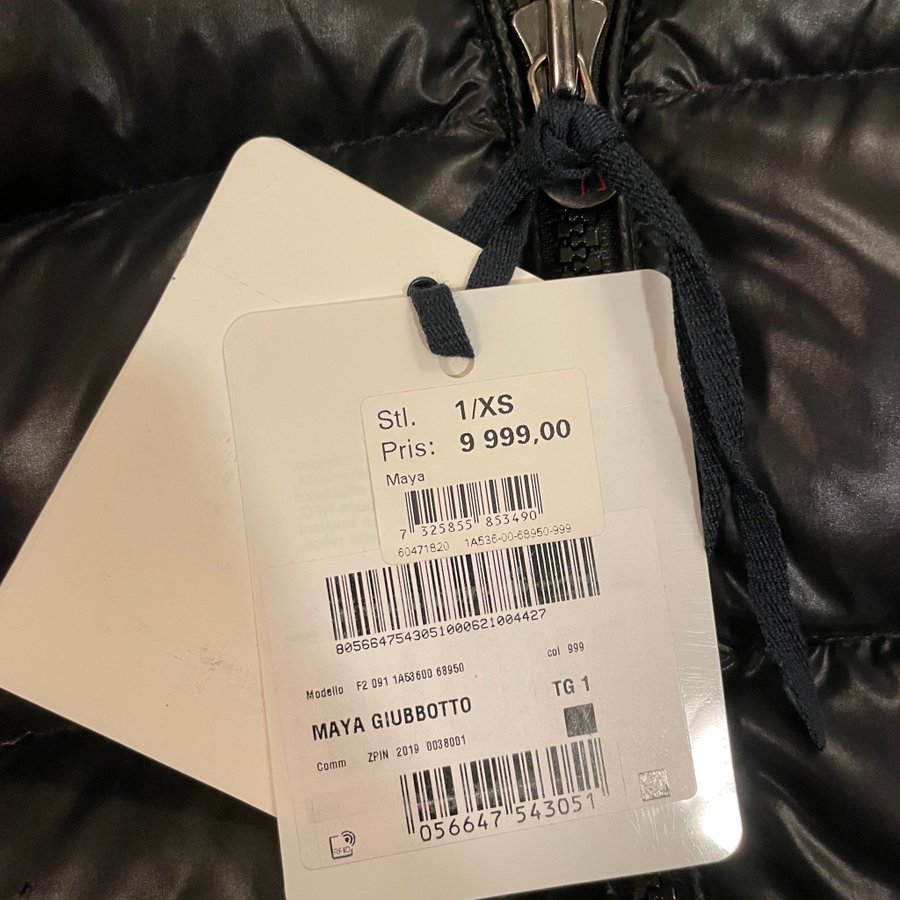 Stl. 1/XS
Pris: 9 999,00
Maya
7 325855 853490
60471820 1A536-00-68950-999
8056647543051000621004427
col 999
Modello F2 091 1A53600 68950
TG 1
MAYA GIUBBOTTO
Comm ZPIN 2019 0038001
056647 543051
RFID